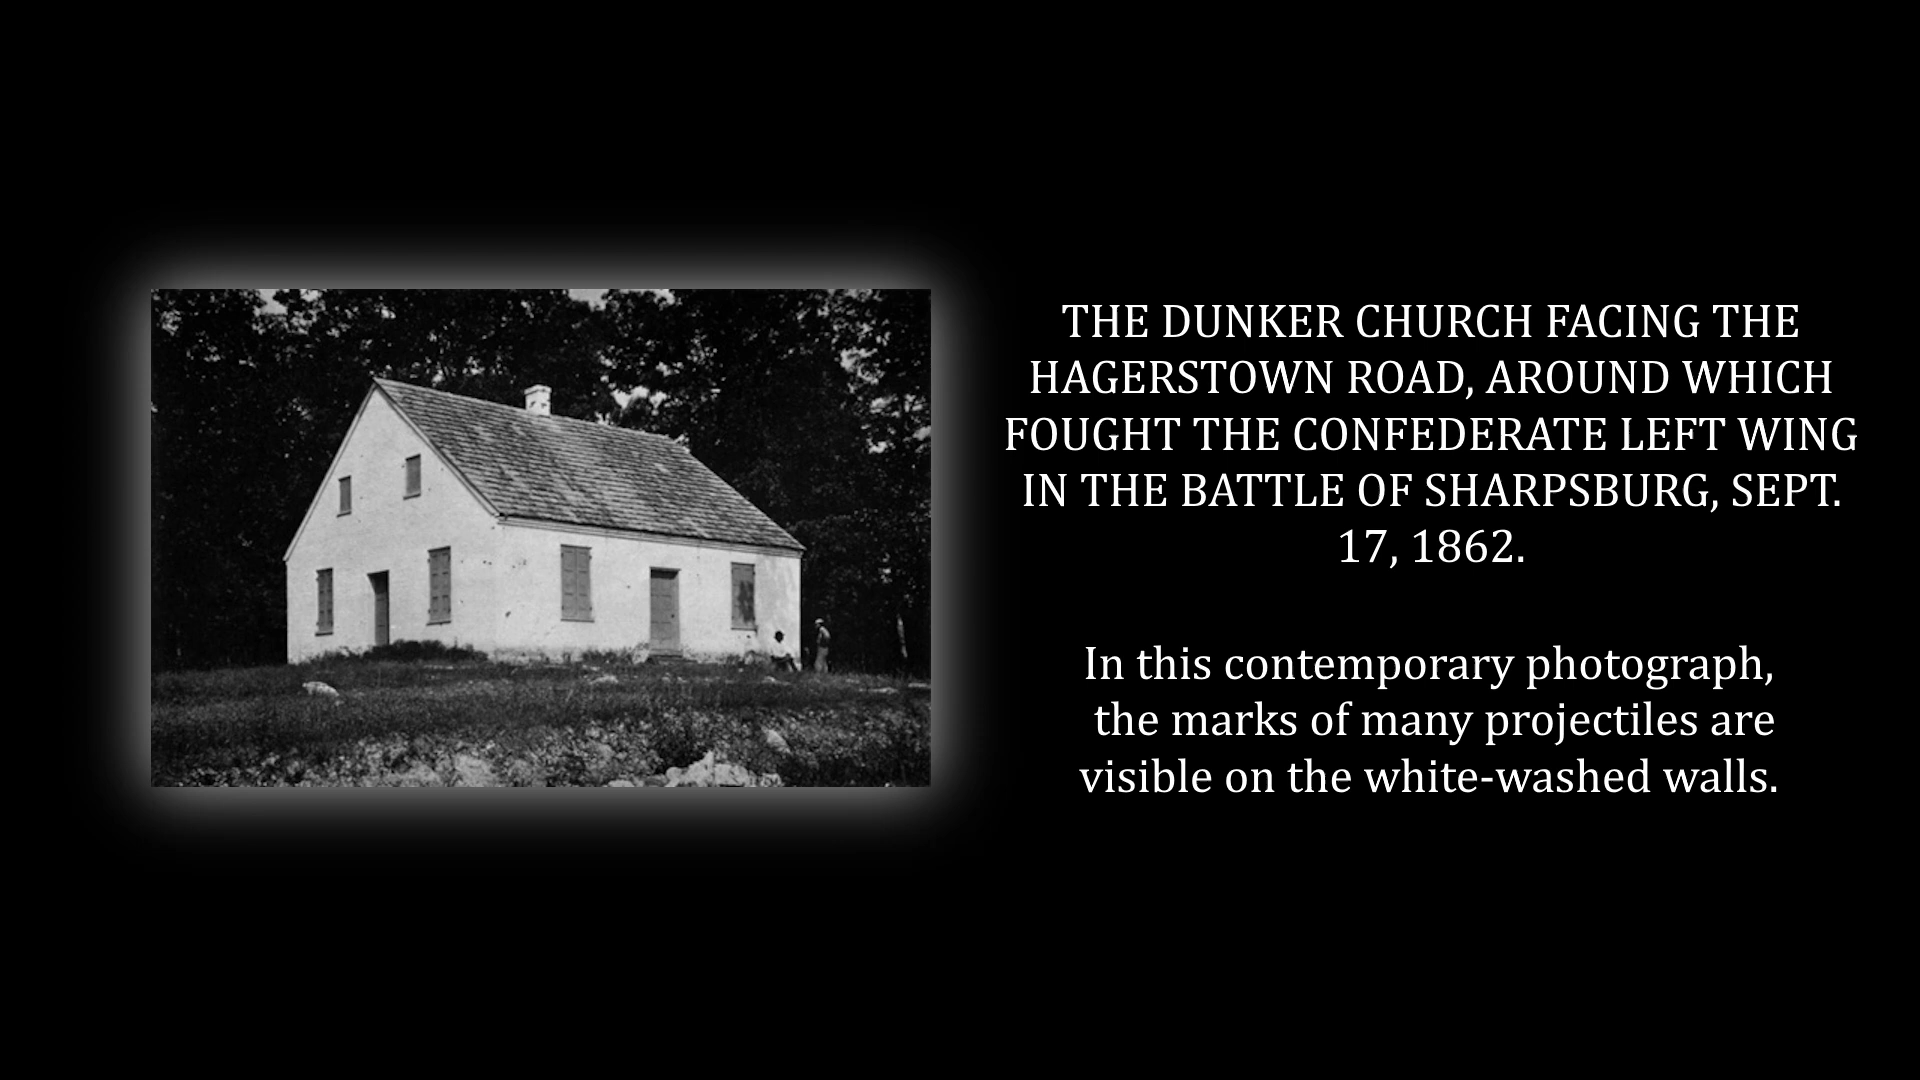 THE DUNKER CHURCH FACING THE
HAGERSTOWN ROAD, AROUND WHICH
FOUGHT THE CONFEDERATE LEFT WING
IN THE BATTLE OF SHARPSBURG, SEPT.
17, 1862.
In this contemporary photograph,
the marks of many projectiles are
visible on the white-washed walls.